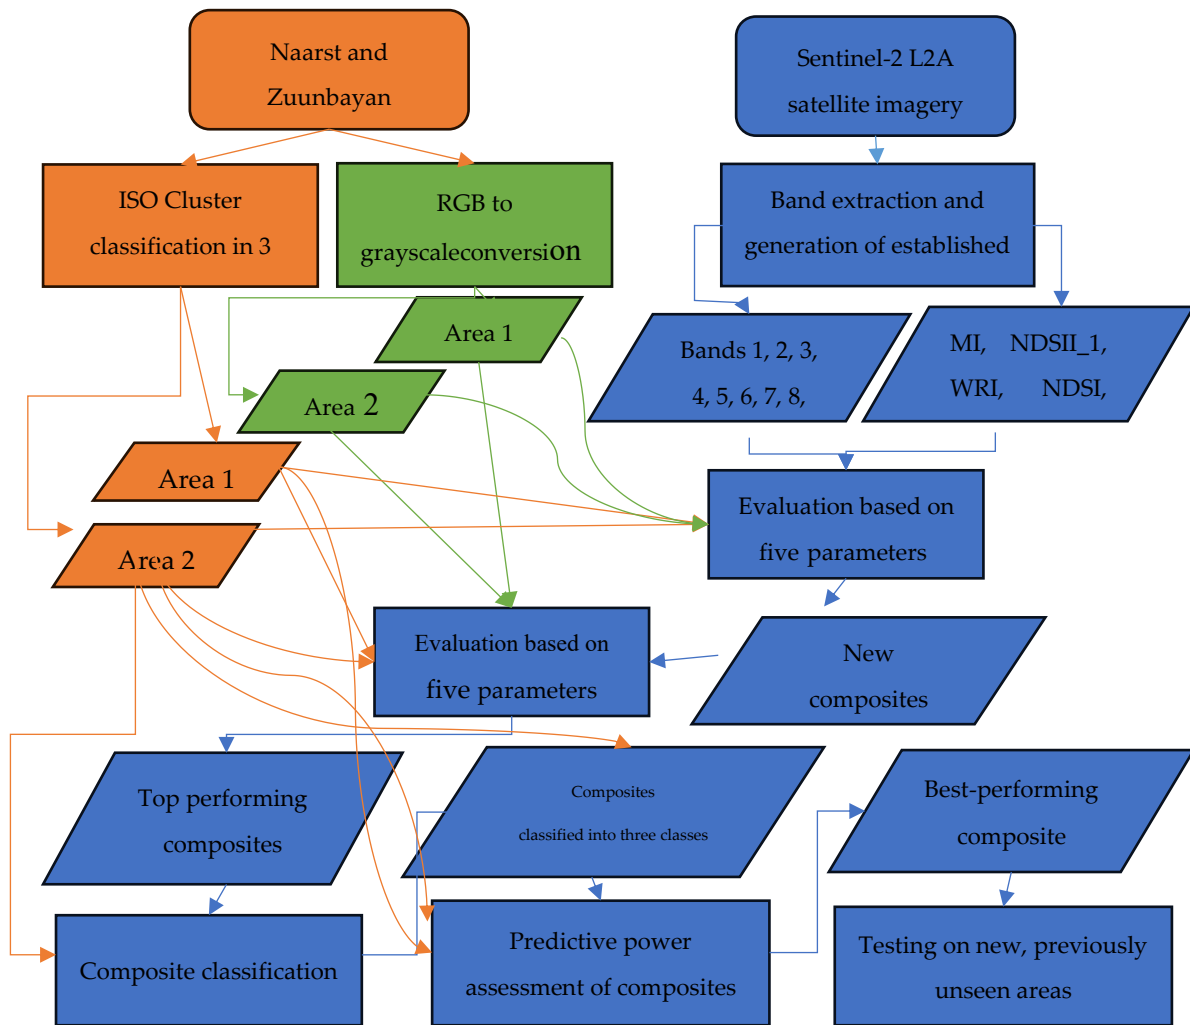 Naarst and
Zuunbayan
Sentinel-2 L2A
satellite imagery
ISO Cluster
classification in 3
RGB to
grayscaleconversion
Band extraction and
generation of established
Area 1
Area 2
Bands 1, 2, 3,
4, 5, 6, 7, 8,
MI, NDSII_1,
WRI, NDSI,
Area 1
Area 2
Evaluation based on
five parameters
Evaluation based on
five parameters
New
composites
Top performing
composites
Composites
classified into three classes
Best-performing
composite
Composite classification
Predictive power
assessment of composites
Testing on new, previously
unseen areas